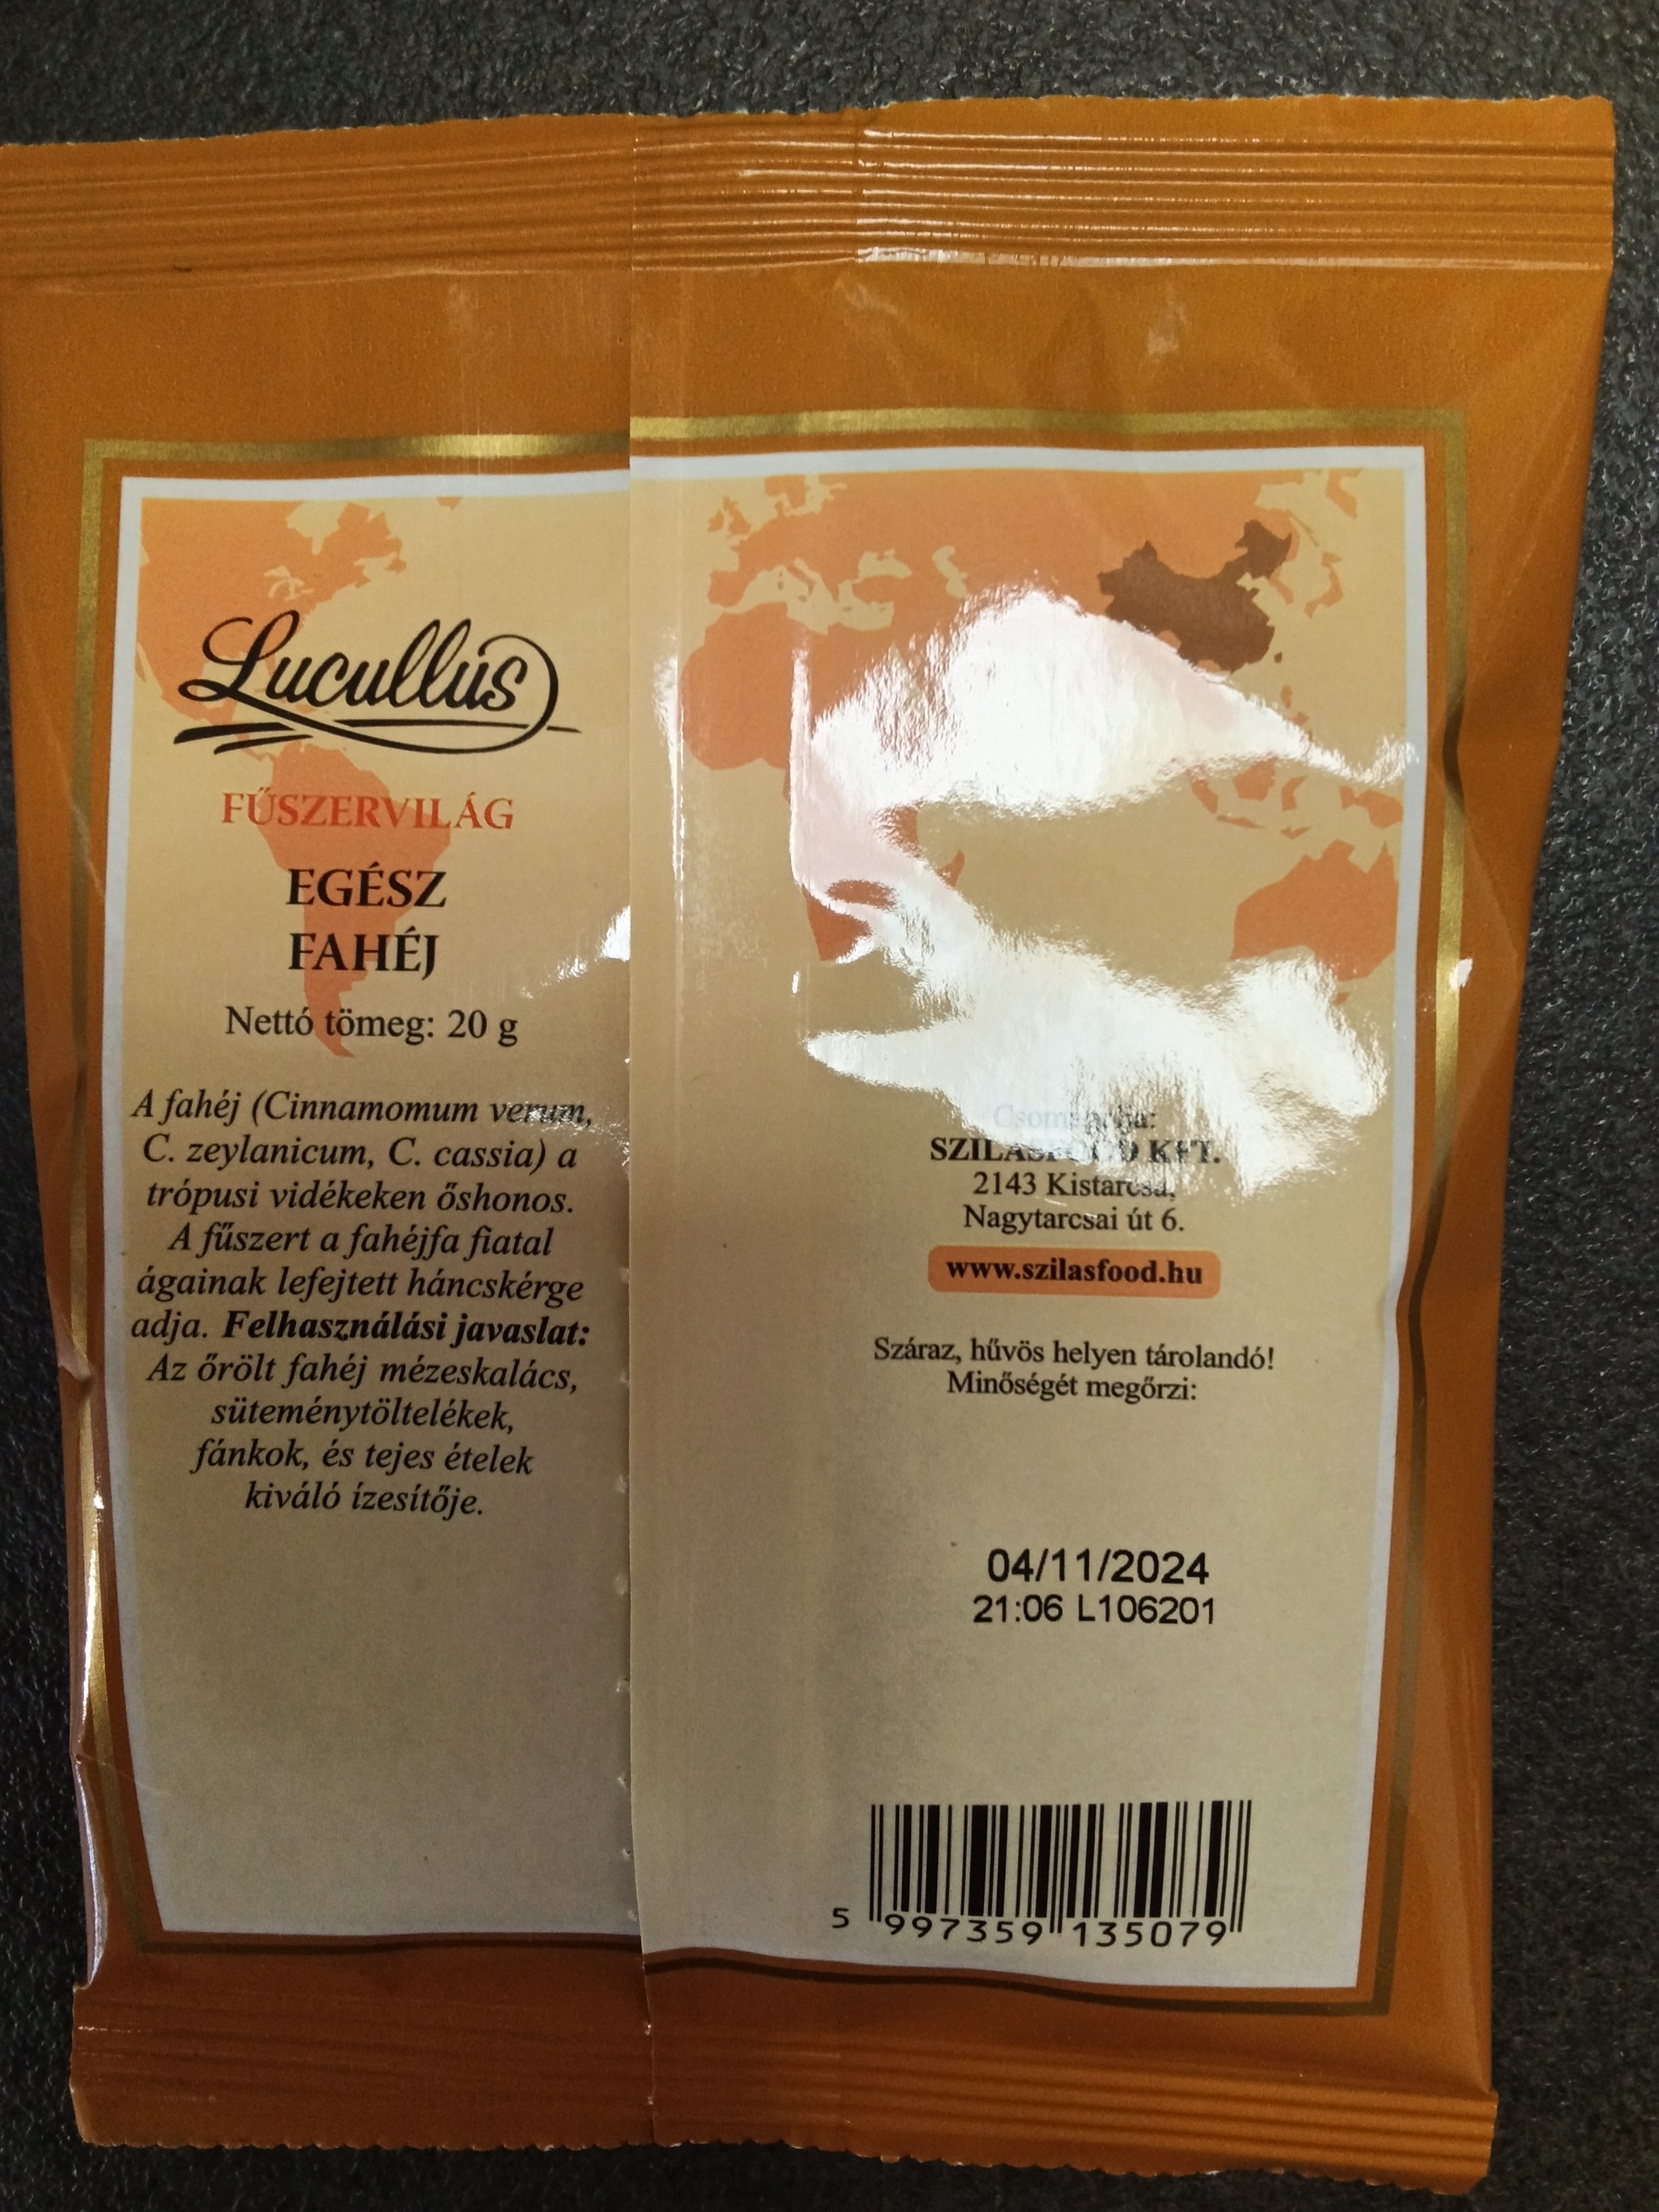 Lucullus
FŰSZERVILÁG
EGÉSZ
FAHÉJ
Nettó tömeg: 20 g
A fahéj (Cinnamomum verum,
C. zeylanicum, C. cassia) a
trópusi vidékeken őshonos.
A fűszert a fahéjfa fiatal
ágainak lefejtett háncskérge
adja. Felhasználási javaslat:
Az őrölt fahéj mézeskalács,
süteménytöltelékek,
fánkok, és tejes ételek
kiváló ízesítője.
Csomagolja:
SZILASFOOD KFT.
2143 Kistarcsa,
Nagytarcsai út 6.
www.szilasfood.hu
Száraz, hűvös helyen tárolandó!
Minőségét megőrzi:
04/11/2024
21:06 L106201
5 997359 135079